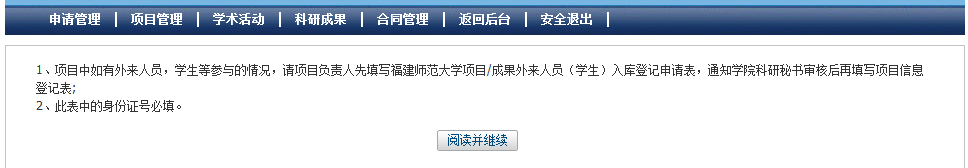 申请管理 | 项目管理 | 学术活动 | 科研成果 | 合同管理 | 返回后台 | 安全退出 |
1、项目中如有外来人员，学生等参与的情况，请项目负责人先填写福建师范大学项目/成果外来人员（学生）入库登记申请表，通知学院科研秘书审核后再填写项目信息
登记表;
2、此表中的身份证号必填。
阅读并继续